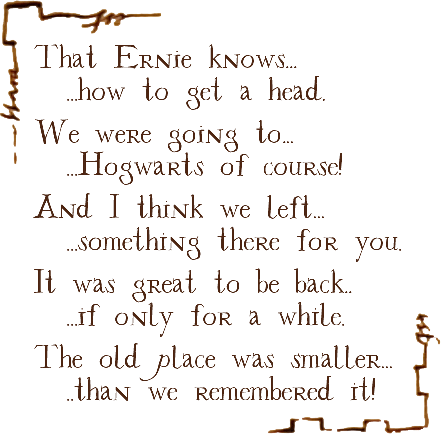 That Ernie knows...
...how to get a head.
We were going to...
...Hogwarts of course!
And I think we left...
...something there for you.
It was great to be back..
...if only for a while.
The old place was smaller...
..than we remembered it!